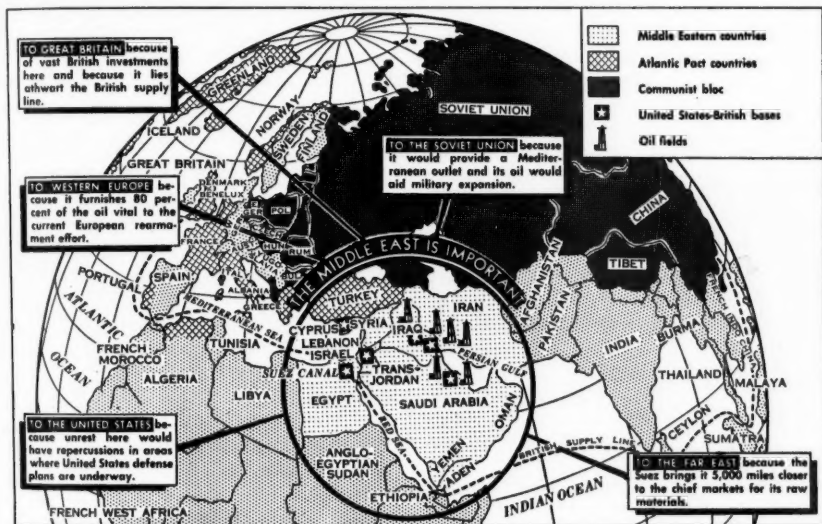 TO GREAT BRITAIN because
of vast British investments
here and because it lies
athwart the British supply
line.
TO WESTERN EUROPE be-
cause it furnishes 80 per-
cent of the oil vital to the
current European rearma-
ment effort.
TO THE UNITED STATES be-
cause unrest here would
have repercussions in areas
where United States defense
plans are underway.
TO THE SOVIET UNION because
it would provide a Mediter-
ranean outlet and its oil would
aid military expansion.
TO THE FAR EAST because the
Suez brings it 5,000 miles closer
to the chief markets for its raw
materials.
Middle Eastern countries
Atlantic Pact countries
Communist bloc
United States-British bases
Oil fields
THE MIDDLE EAST IS IMPORTANT
GREENLAND
ICELAND
NORWAY
SWEDEN
FINLAND
SOVIET UNION
GREAT BRITAIN
DENMARK
BENELUX
GER
POL
FRANCE
HUN
RUM
BUL
ITALY
ALBANIA
GREECE
PORTUGAL
SPAIN
ATLANTIC
OCEAN
MEDITERRANEAN SEA
FRENCH
MOROCCO
ALGERIA
TUNISIA
LIBYA
FRENCH WEST AFRICA
TURKEY
CYPRUS
SYRIA
LEBANON
ISRAEL
IRAQ
IRAN
TRANS-
JORDAN
SUEZ CANAL
EGYPT
RED SEA
PERSIAN GULF
SAUDI ARABIA
OMAN
YEMEN
ADEN
ANGLO-
EGYPTIAN
SUDAN
ETHIOPIA
AFGHANISTAN
PAKISTAN
INDIA
TIBET
CHINA
BURMA
THAILAND
MALAYA
CEYLON
SUMATRA
BRITISH SUPPLY LINE
INDIAN OCEAN